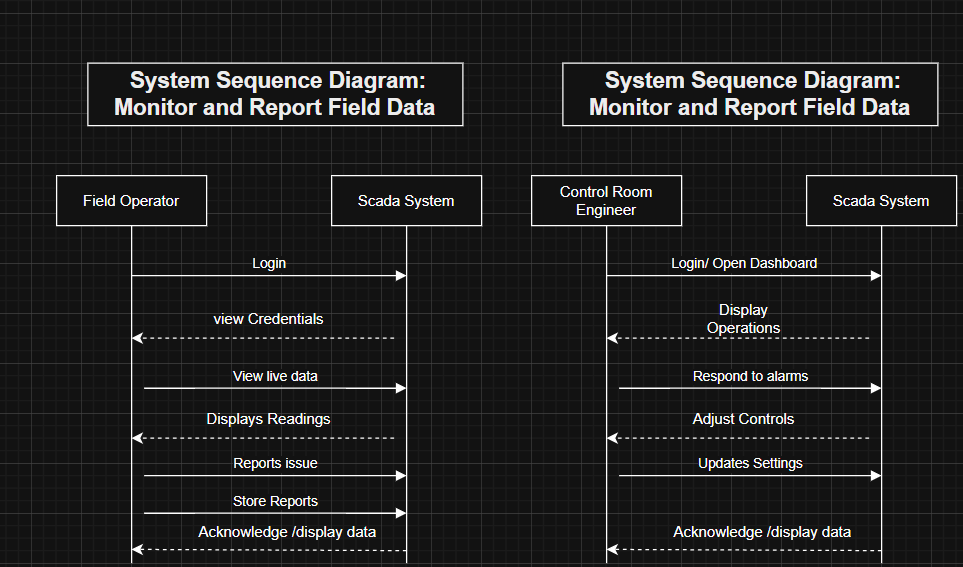 System Sequence Diagram:
Monitor and Report Field Data
Field Operator
Scada System
Login
view Credentials
View live data
Displays Readings
Reports issue
Store Reports
Acknowledge /display data
System Sequence Diagram:
Monitor and Report Field Data
Control Room
Engineer
Scada System
Login/ Open Dashboard
Display
Operations
Respond to alarms
Adjust Controls
Updates Settings
Acknowledge /display data